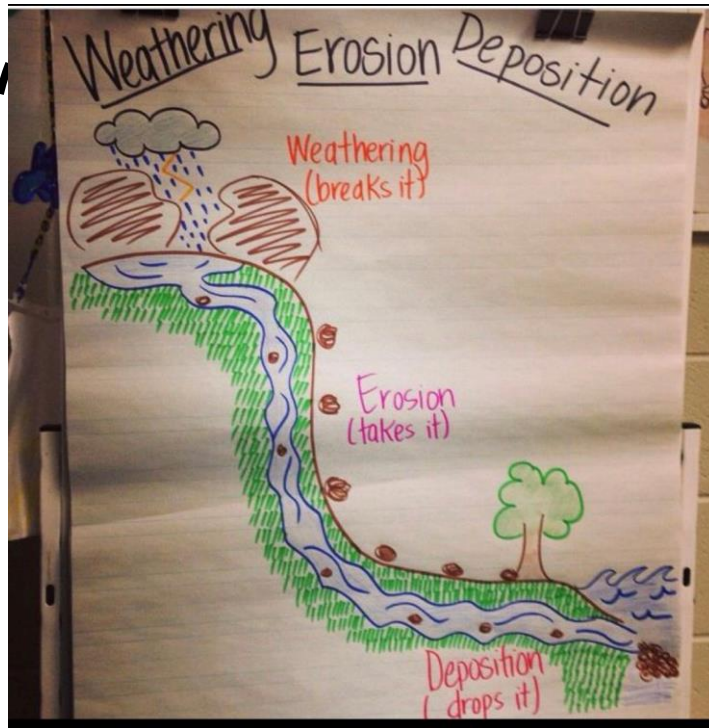 Weathering Erosion Deposition
Weathering
(breaks it)
Erosion
(takes it)
Deposition
( drops it)